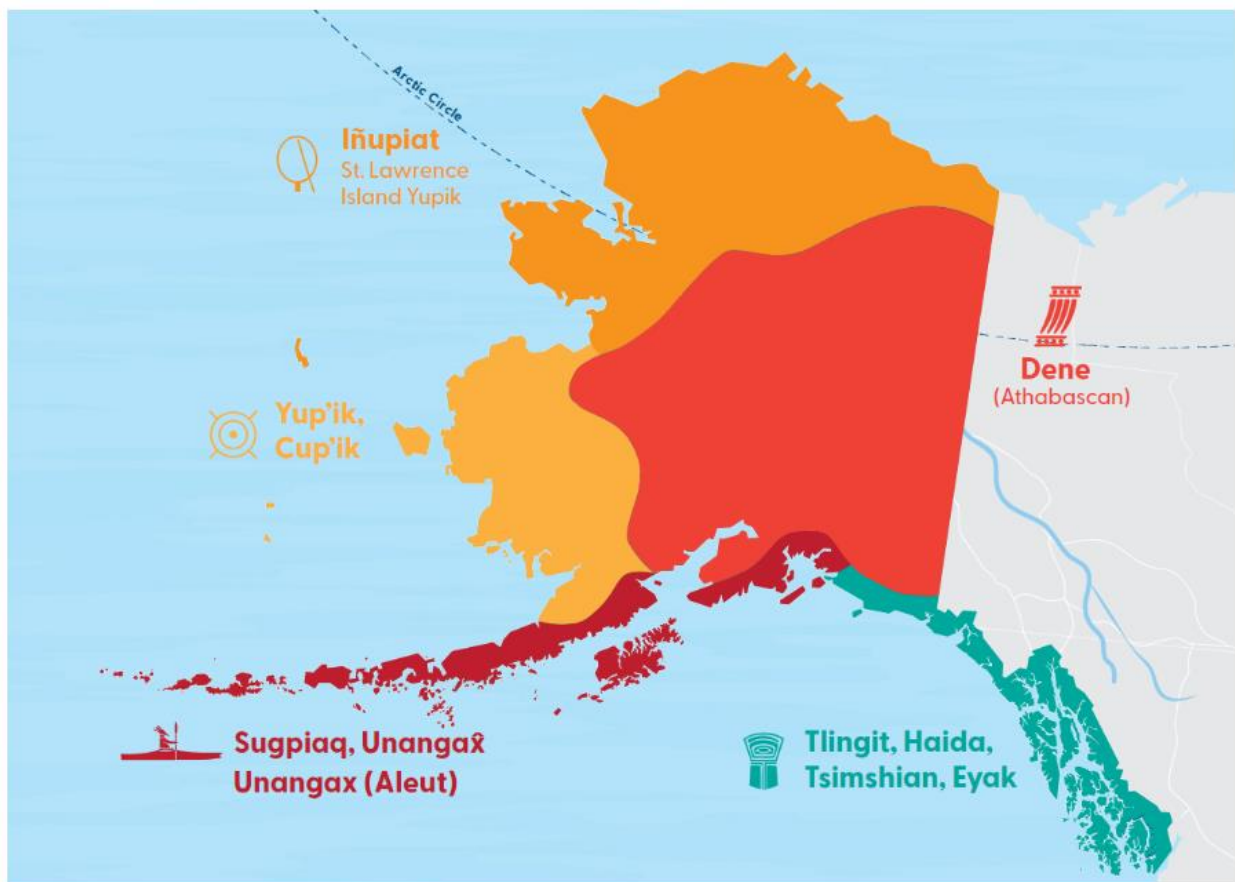 Arctic Circle
Iñupiat
St. Lawrence
Island Yupik
Dene
(Athabascan)
Yup'ik,
Cup'ik
Sugpiaq, Unangax̂
Unangax (Aleut)
Tlingit, Haida,
Tsimshian, Eyak